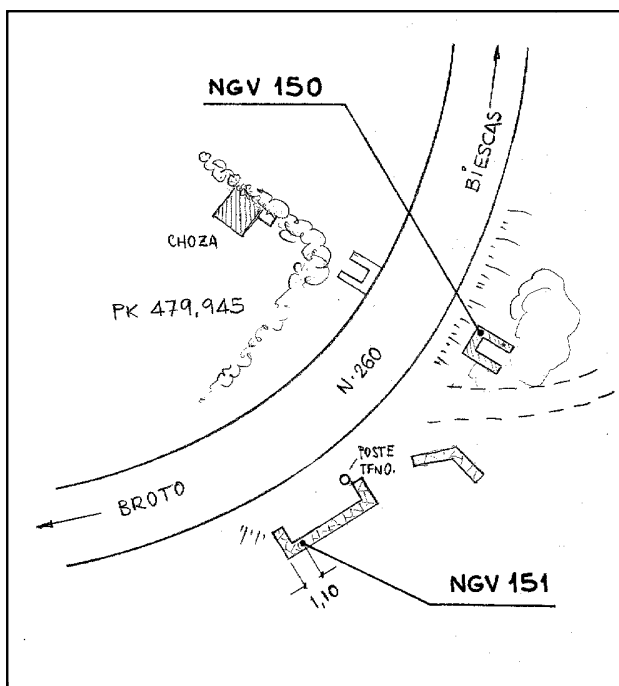 NGV 150
BIESCAS
CHOZA
PK 479,945
N-260
POSTE
TFNO.
BROTO
1,10
NGV 151